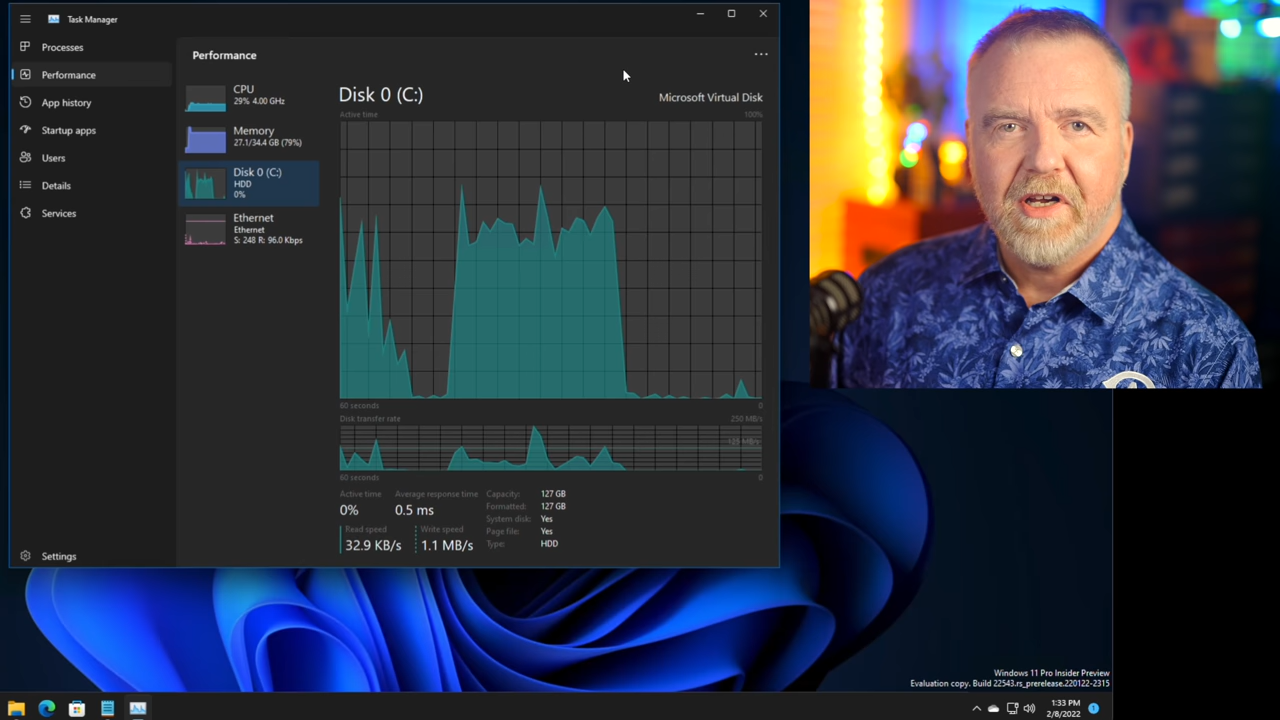 Task Manager
Processes
Performance
App history
Startup apps
Users
Details
Services
Settings
Performance
CPU
29% 4.00 GHz
Memory
27.1/34.4 GB (79%)
Disk 0 (C:)
HDD
0%
Ethernet
Ethernet
S: 248 R: 96.0 Kbps
Disk 0 (C:)
Microsoft Virtual Disk
Active time
100%
60 seconds
0
Disk transfer rate
250 MB/s
125 MB/s
60 seconds
0
Active time
0%
Average response time
0.5 ms
Read speed
32.9 KB/s
Write speed
1.1 MB/s
Capacity: 127 GB
Formatted: 127 GB
System disk: Yes
Page file: Yes
Type: HDD
Windows 11 Pro Insider Preview
Evaluation copy. Build 22543.rs_prerelease.220122-2315
1:33 PM
2/8/2022
1